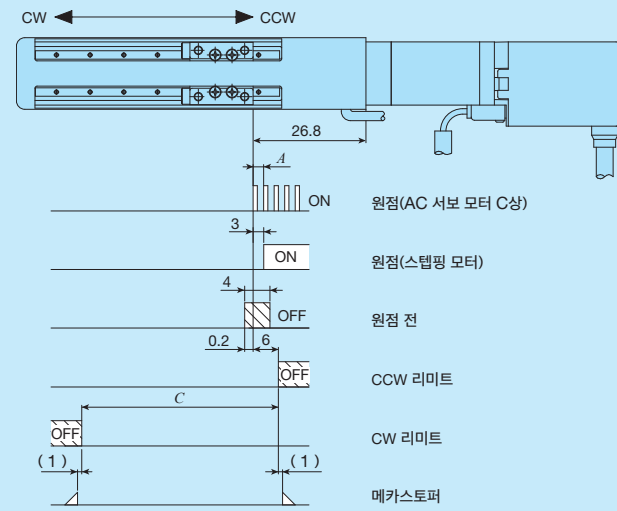 CW CCW
26.8
A
ON 원점(AC 서보 모터 C상)
3
ON 원점(스텝핑 모터)
4
OFF 원점 전
0.2 6
OFF CCW 리미트
C
OFF CW 리미트
( 1 ) ( 1 )
메카스토퍼